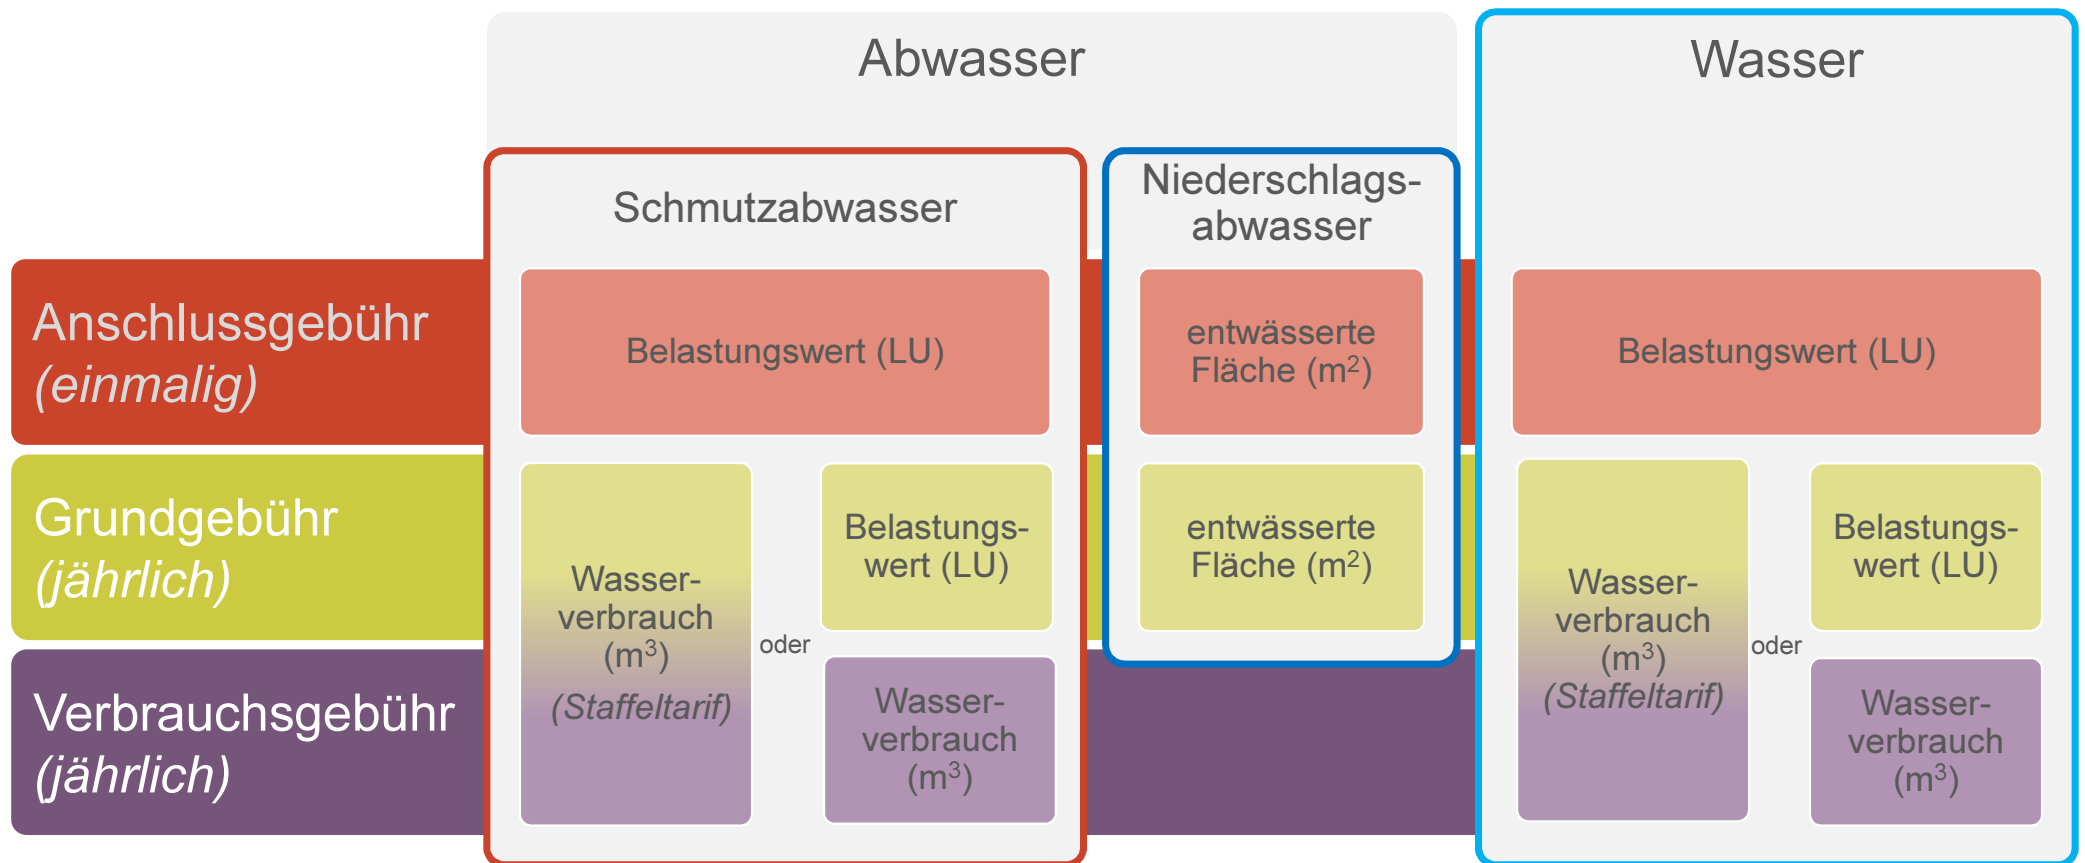 Abwasser
Wasser
Schmutzabwasser
Niederschlags-
abwasser
Anschlussgebühr
(einmalig)
Belastungswert (LU)
entwässerte
Fläche (m²)
Belastungswert (LU)
Grundgebühr
(jährlich)
Wasser-
verbrauch
(m³)
(Staffeltarif)
oder
Belastungs-
wert (LU)
entwässerte
Fläche (m²)
Wasser-
verbrauch
(m³)
(Staffeltarif)
oder
Belastungs-
wert (LU)
Verbrauchsgebühr
(jährlich)
Wasser-
verbrauch
(m³)
Wasser-
verbrauch
(m³)